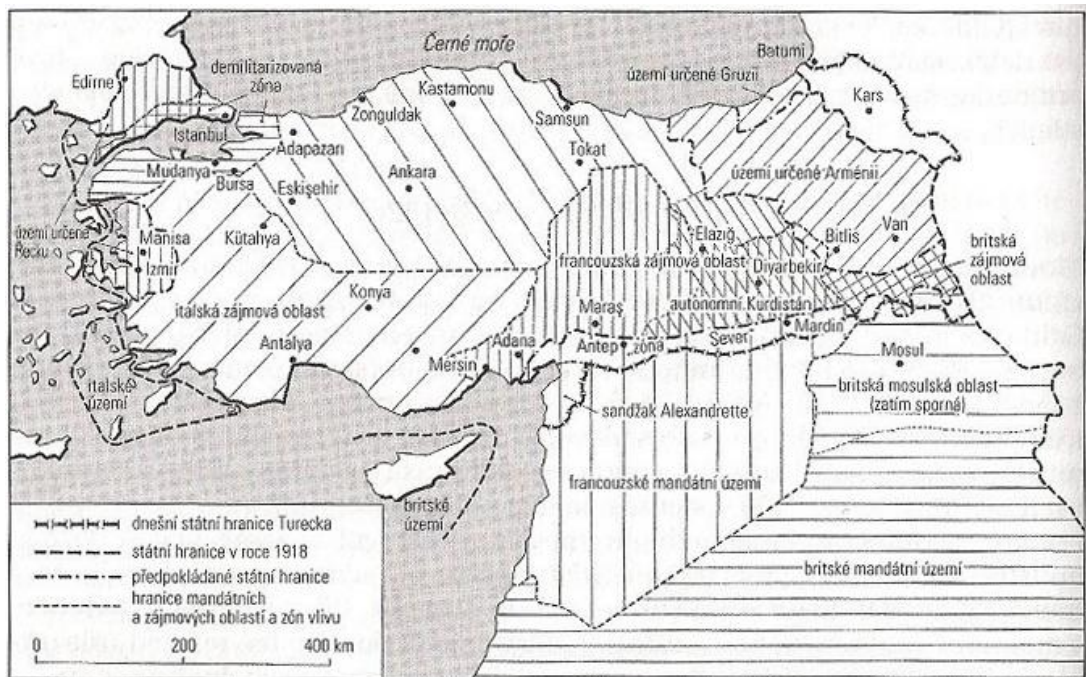 Černé moře
Batumi
Edirne
demilitarizovaná
zóna
území určené Gruzii
Kastamonu
Kars
Zonguldak
Samsun
Istanbul
Adapazarı
Tokat
Mudanya
Bursa
Ankara
území určené Arménii
Eskişehir
Kütahya
Elazığ
Van
Bitlis
britská
zájmová
oblast
území určené
Řecku
Manisa
Izmir
francouzská zájmová oblast
Diyarbekir
Konya
italská zájmová oblast
autonomní Kurdistán
Maraş
Mardin
Antalya
Adana
Antep
zóna
Sever
Mersin
Mosul
italské
území
sandžak Alexandrette
britská mosulská oblast
(zatím sporná)
francouzské mandátní území
britské
území
britské mandátní území
dnešní státní hranice Turecka
státní hranice v roce 1918
předpokládané státní hranice
hranice mandátních
a zájmových oblastí a zón vlivu
0 200 400 km